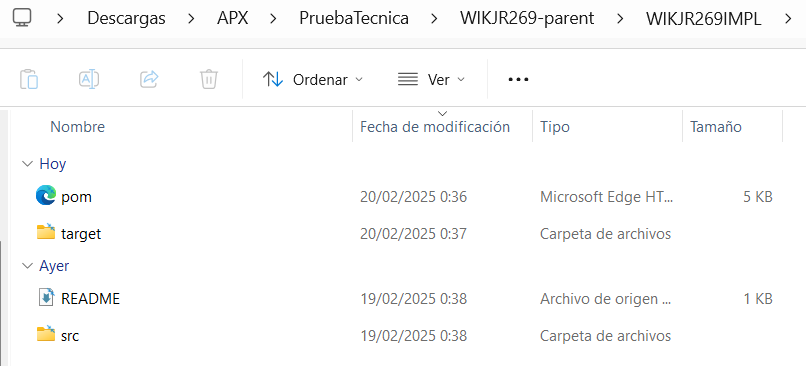 Descargas > APX > PruebaTecnica > WIKJR269-parent > WIKJR269IMPL >
Ordenar Ver ...
Nombre Fecha de modificación Tipo Tamaño
Hoy
pom 20/02/2025 0:36 Microsoft Edge HT... 5 KB
target 20/02/2025 0:37 Carpeta de archivos
Ayer
README 19/02/2025 0:38 Archivo de origen ... 1 KB
src 19/02/2025 0:38 Carpeta de archivos